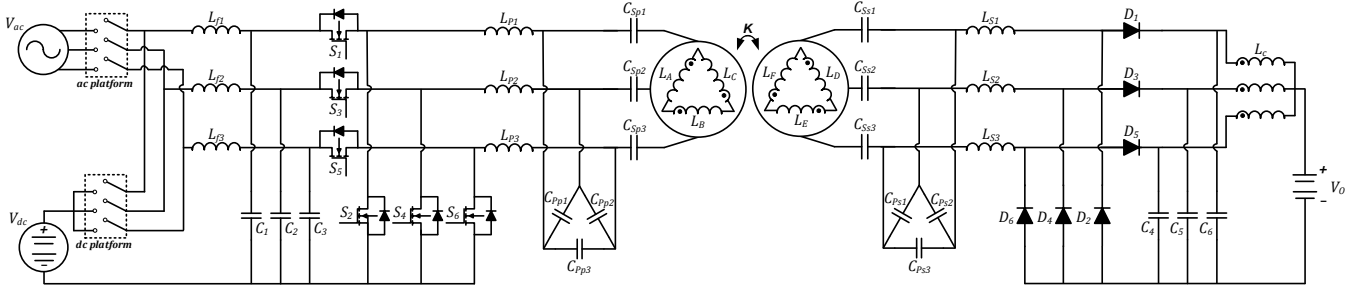 V_ac
ac platform
L_f1
L_f2
L_f3
S_1
S_3
S_5
L_P1
L_P2
L_P3
C_Sp1
C_Sp2
C_Sp3
L_A
L_C
L_B
K
L_F
L_D
L_E
C_Ss1
C_Ss2
C_Ss3
L_S1
L_S2
L_S3
D_1
D_3
D_5
L_c
V_dc
dc platform
C_1
C_2
C_3
S_2
S_4
S_6
C_Pp1
C_Pp2
C_Pp3
C_Ps1
C_Ps2
C_Ps3
D_6
D_4
D_2
C_4
C_5
C_6
+
V_O
-